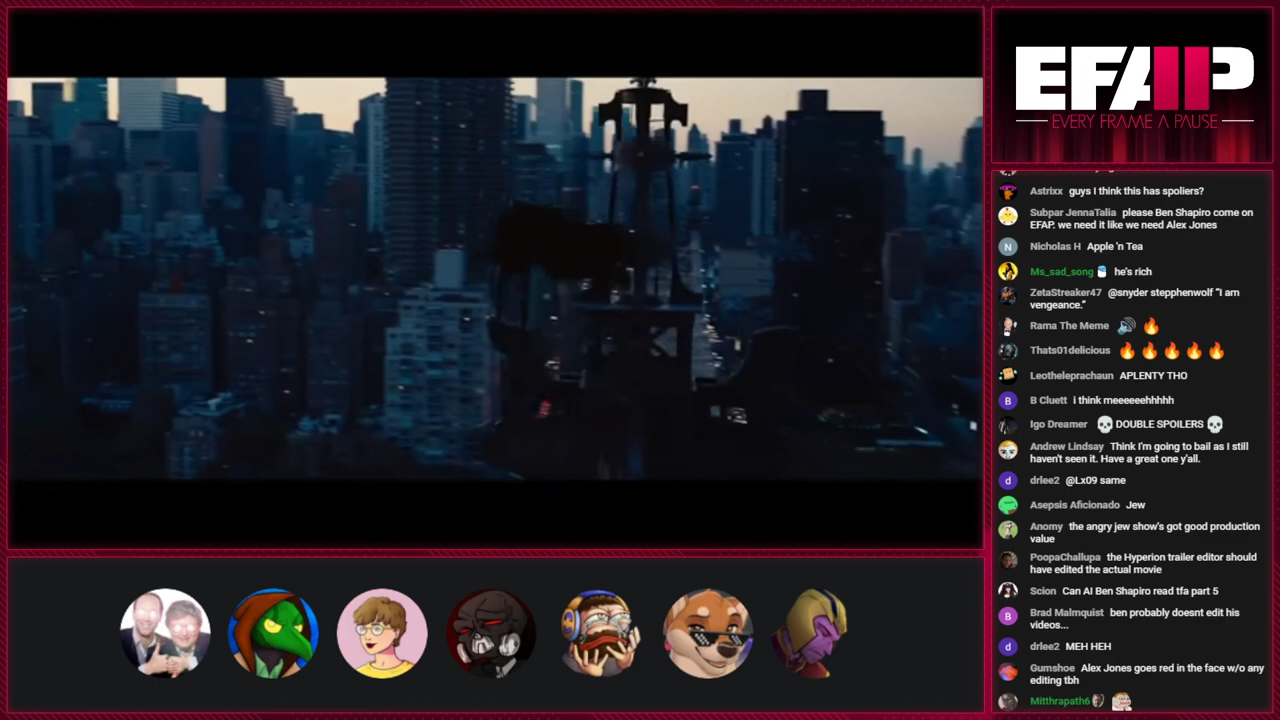 EFAP
EVERY FRAME A PAUSE
Astrixx guys I think this has spoliers?
Subpar JennaTalia please Ben Shapiro come on
EFAP. we need it like we need Alex Jones
N
Nicholas H Apple 'n Tea
Ms_sad_song he's rich
ZetaStreaker47 @snyder stepphenwolf "I am
vengeance."
Rama The Meme 🔊 🔥
Thats01delicious 🔥 🔥 🔥 🔥 🔥
Leotheleprachaun APLENTY THO
B
B Cluett i think meeeeeehhhhh
Igo Dreamer 💀 DOUBLE SPOILERS 💀
Andrew Lindsay Think I'm going to bail as I still
haven't seen it. Have a great one y'all.
d
drlee2 @Lx09 same
Asepsis Aficionado Jew
Anomy the angry jew show's got good production
value
PoopaChallupa the Hyperion trailer editor should
have edited the actual movie
Scion Can AI Ben Shapiro read tfa part 5
B
Brad Malmquist ben probably doesnt edit his
videos...
d
drlee2 MEH HEH
Gumshoe Alex Jones goes red in the face w/o any
editing tbh
Mitthrapath6